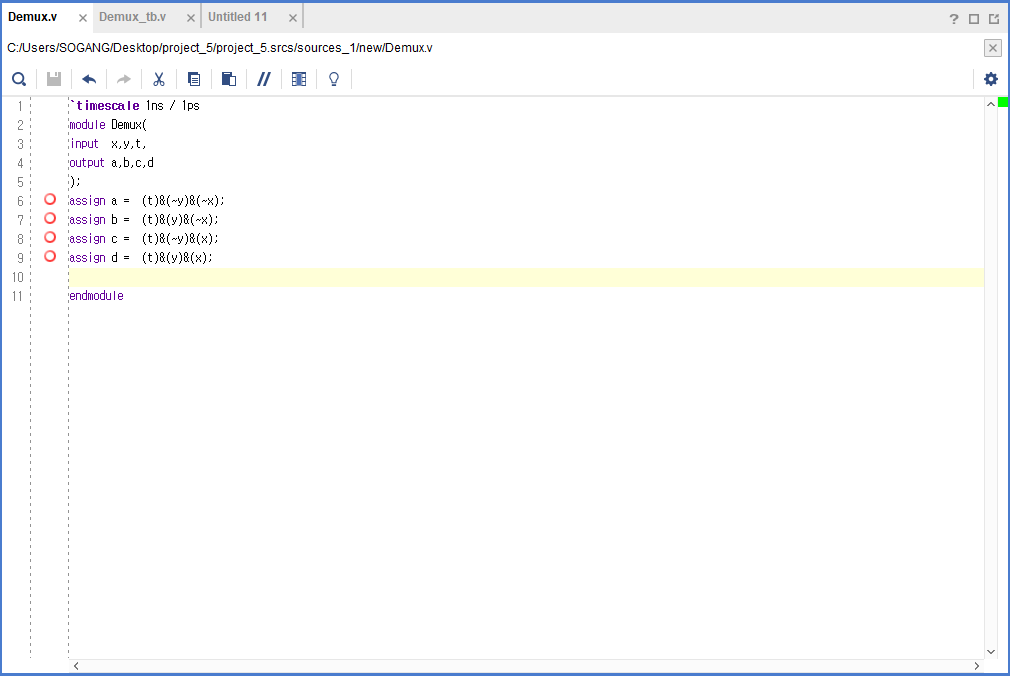 Demux.v × Demux_tb.v × Untitled 11 ×
C:/Users/SOGANG/Desktop/project_5/project_5.srcs/sources_1/new/Demux.v
1 `timescale 1ns / 1ps
2 module Demux(
3 input  x,y,t,
4 output a,b,c,d
5 );
6 assign a =  (t)&(~y)&(~x);
7 assign b =  (t)&(y)&(~x);
8 assign c =  (t)&(~y)&(x);
9 assign d =  (t)&(y)&(x);
10
11 endmodule